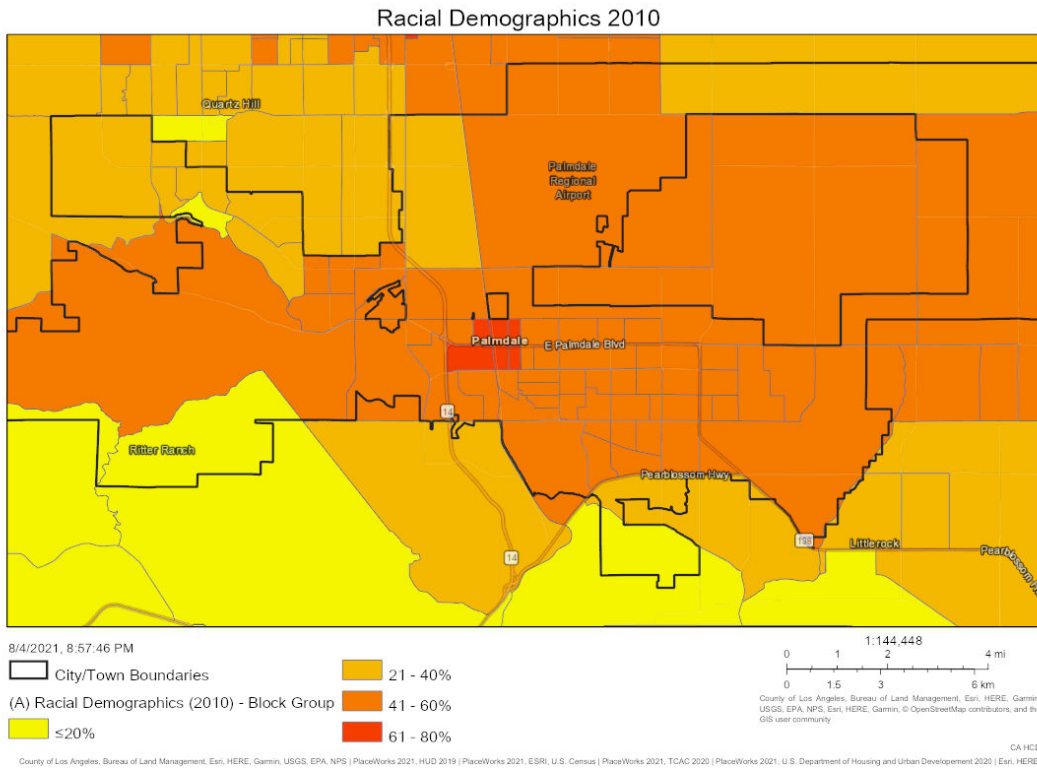 Racial Demographics 2010
Quartz Hill
Palmdale
Regional
Airport
Palmdale
E Palmdale Blvd
14
Ritter Ranch
Pearblossom Hwy
14
138
Littlerock
Pearblossom H
8/4/2021, 8:57:46 PM
City/Town Boundaries
(A) Racial Demographics (2010) - Block Group
≤20%
21 - 40%
41 - 60%
61 - 80%
1:144,448
0 1 2 4 mi
0 1.5 3 6 km
County of Los Angeles, Bureau of Land Management, Esri, HERE, Garmin,
USGS, EPA, NPS, Esri, HERE, Garmin, © OpenStreetMap contributors, and the
GIS user community
CA HCD
County of Los Angeles, Bureau of Land Management, Esri, HERE, Garmin, USGS, EPA, NPS | PlaceWorks 2021, HUD 2019 | PlaceWorks 2021, ESRI, U.S. Census | PlaceWorks 2021, TCAC 2020 | PlaceWorks 2021, U.S. Department of Housing and Urban Developement 2020 | Esri, HERE